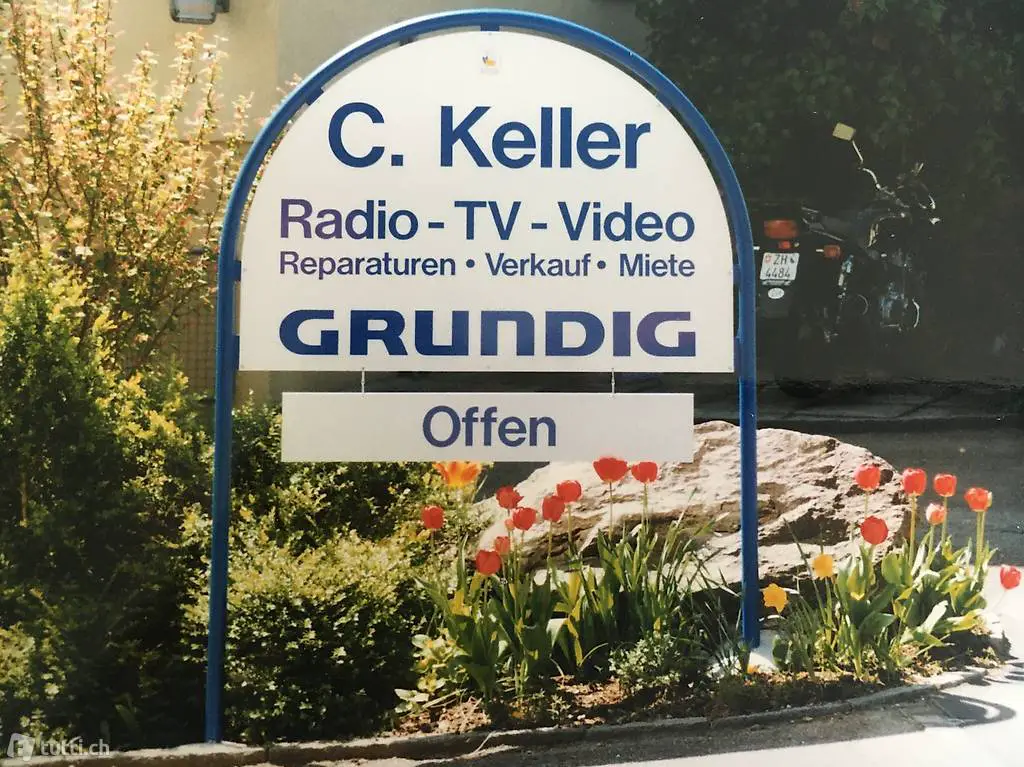 C. Keller
Radio - TV - Video
Reparaturen • Verkauf • Miete
GRUNDIG
Offen
ZH
4484
tutti.ch